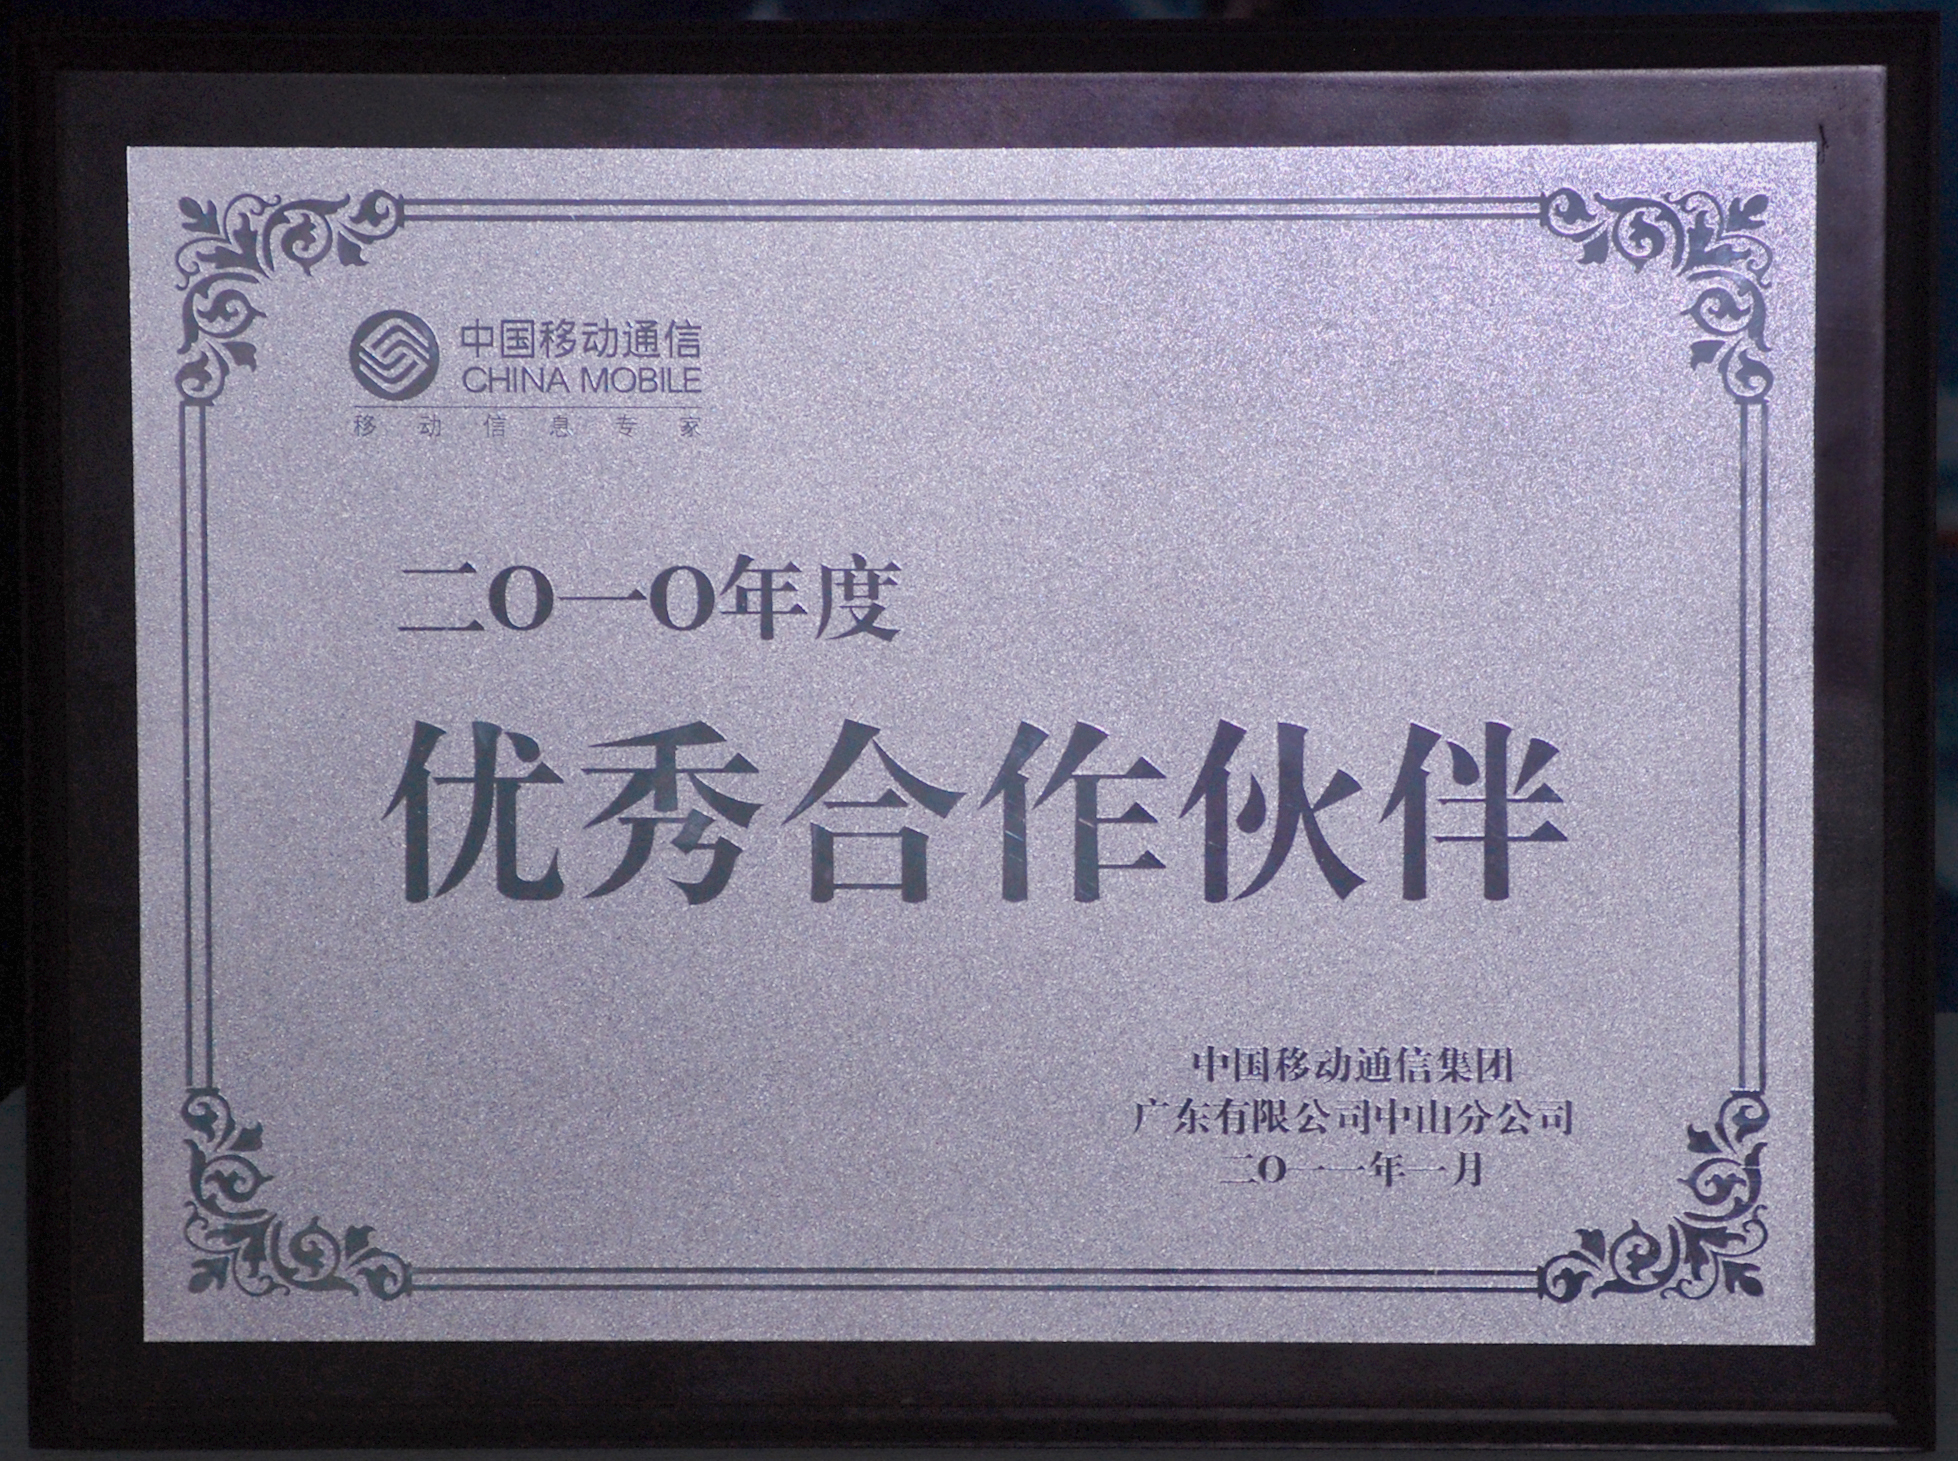 中国移动通信
CHINA MOBILE
移动信息专家
二O一O年度
优秀合作伙伴
中国移动通信集团
广东有限公司中山分公司
二O一一年一月